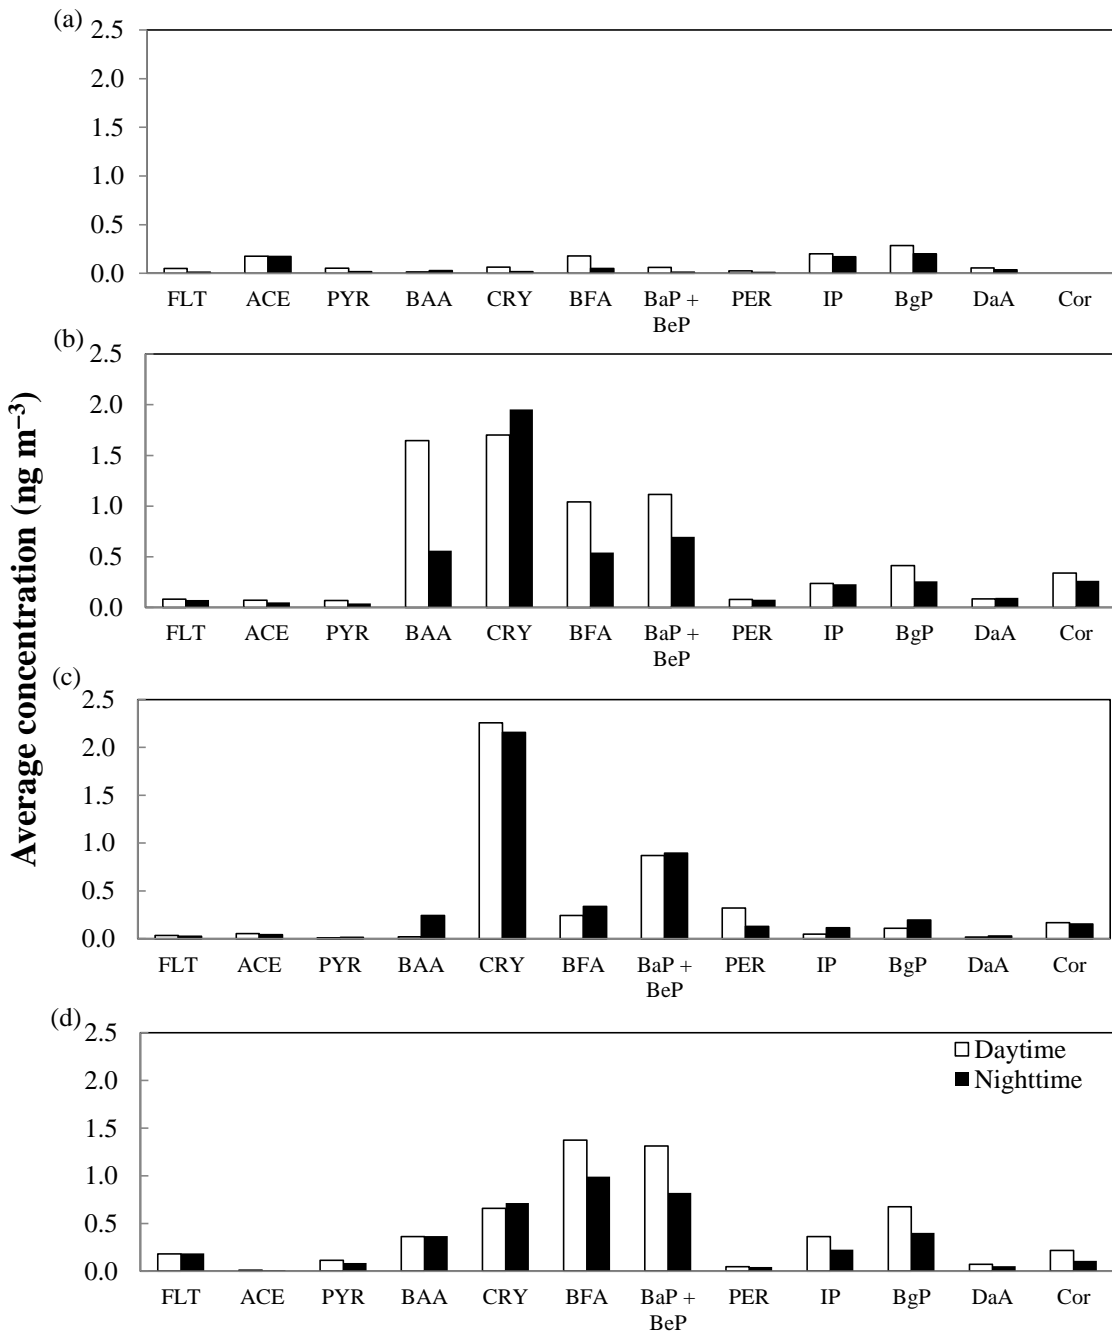 (a)
2.5
2.0
1.5
1.0
0.5
0.0
FLT ACE PYR BAA CRY BFA BaP + BeP PER IP BgP DaA Cor
(b)
2.5
2.0
1.5
1.0
0.5
0.0
FLT ACE PYR BAA CRY BFA BaP + BeP PER IP BgP DaA Cor
Average concentration (ng m⁻³)
(c)
2.5
2.0
1.5
1.0
0.5
0.0
FLT ACE PYR BAA CRY BFA BaP + BeP PER IP BgP DaA Cor
(d)
2.5
2.0
1.5
1.0
0.5
0.0
Daytime
Nighttime
FLT ACE PYR BAA CRY BFA BaP + BeP PER IP BgP DaA Cor